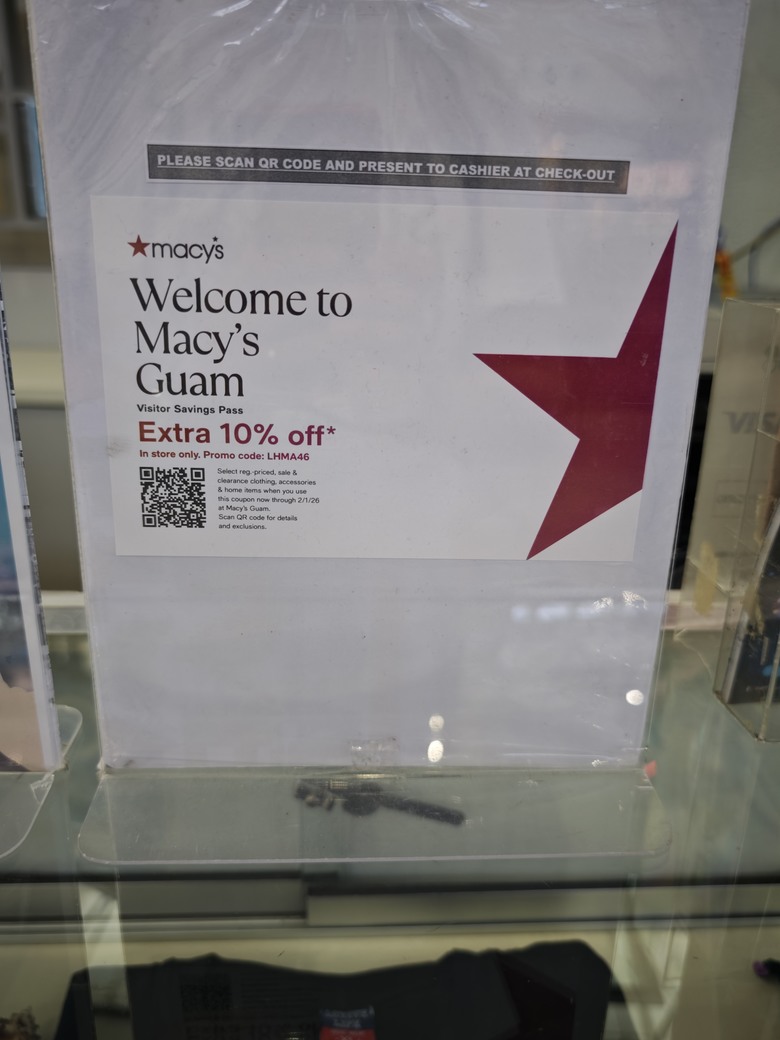 PLEASE SCAN QR CODE AND PRESENT TO CASHIER AT CHECK-OUT
macy's
Welcome to
Macy's
Guam
Visitor Savings Pass
Extra 10% off*
In store only. Promo code: LHMA46
Select reg.-priced, sale &
clearance clothing, accessories
& home items when you use
this coupon now through 2/1/26
at Macy's Guam.
Scan QR code for details
and exclusions.